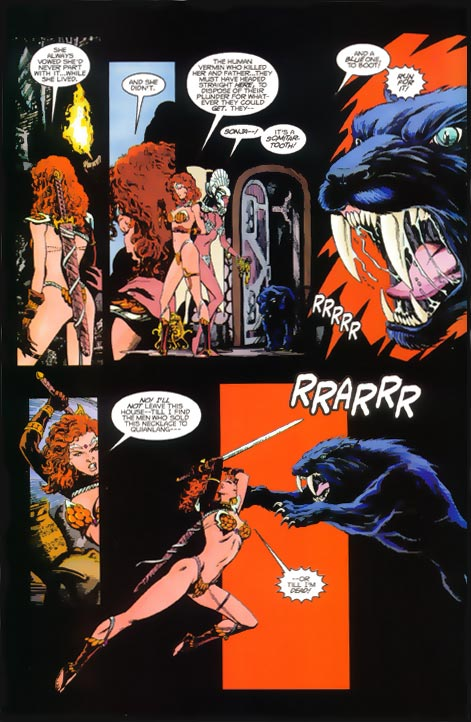 SHE
ALWAYS
VOWED SHE'D
NEVER PART
WITH IT...WHILE
SHE LIVED.
AND SHE
DIDN'T.
THE HUMAN
VERMIN WHO KILLED
HER AND FATHER...THEY
MUST HAVE HEADED
STRAIGHT HERE, TO
DISPOSE OF THEIR
PLUNDER FOR WHAT-
EVER THEY COULD
GET. THEY--
SONJA--!
IT'S A
SCIMITAR-
TOOTH!
AND A
BLUE ONE,
TO BOOT!
RUN
FOR
IT!
RRRRR
NO! I'LL
NOT LEAVE THIS
HOUSE--TILL I FIND
THE MEN WHO SOLD
THIS NECKLACE TO
QUIANLANG---
RRARRR
--OR
TILL I'M
DEAD!